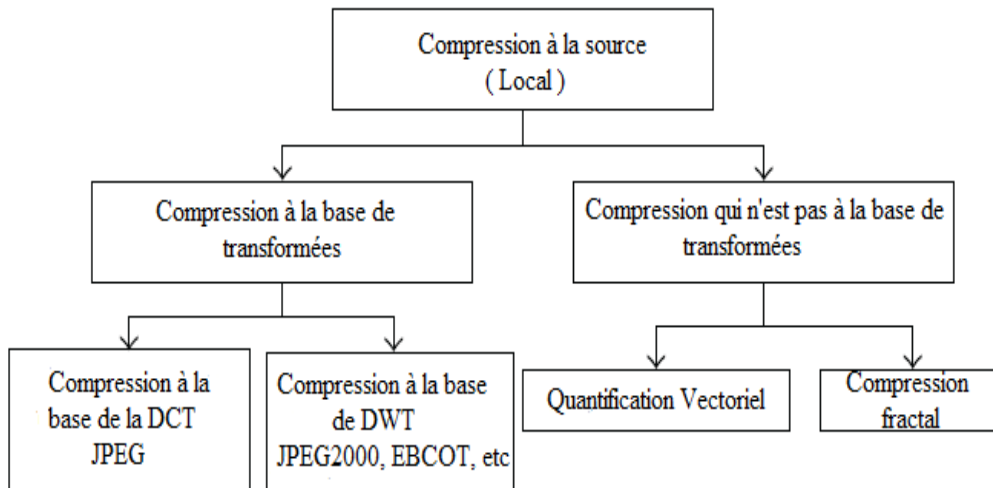 Compression à la source
( Local )
Compression à la base de
transformées
Compression qui n'est pas à la base de
transformées
Compression à la
base de la DCT
JPEG
Compression à la base
de DWT
JPEG2000, EBCOT, etc
Quantification Vectoriel
Compression
fractal